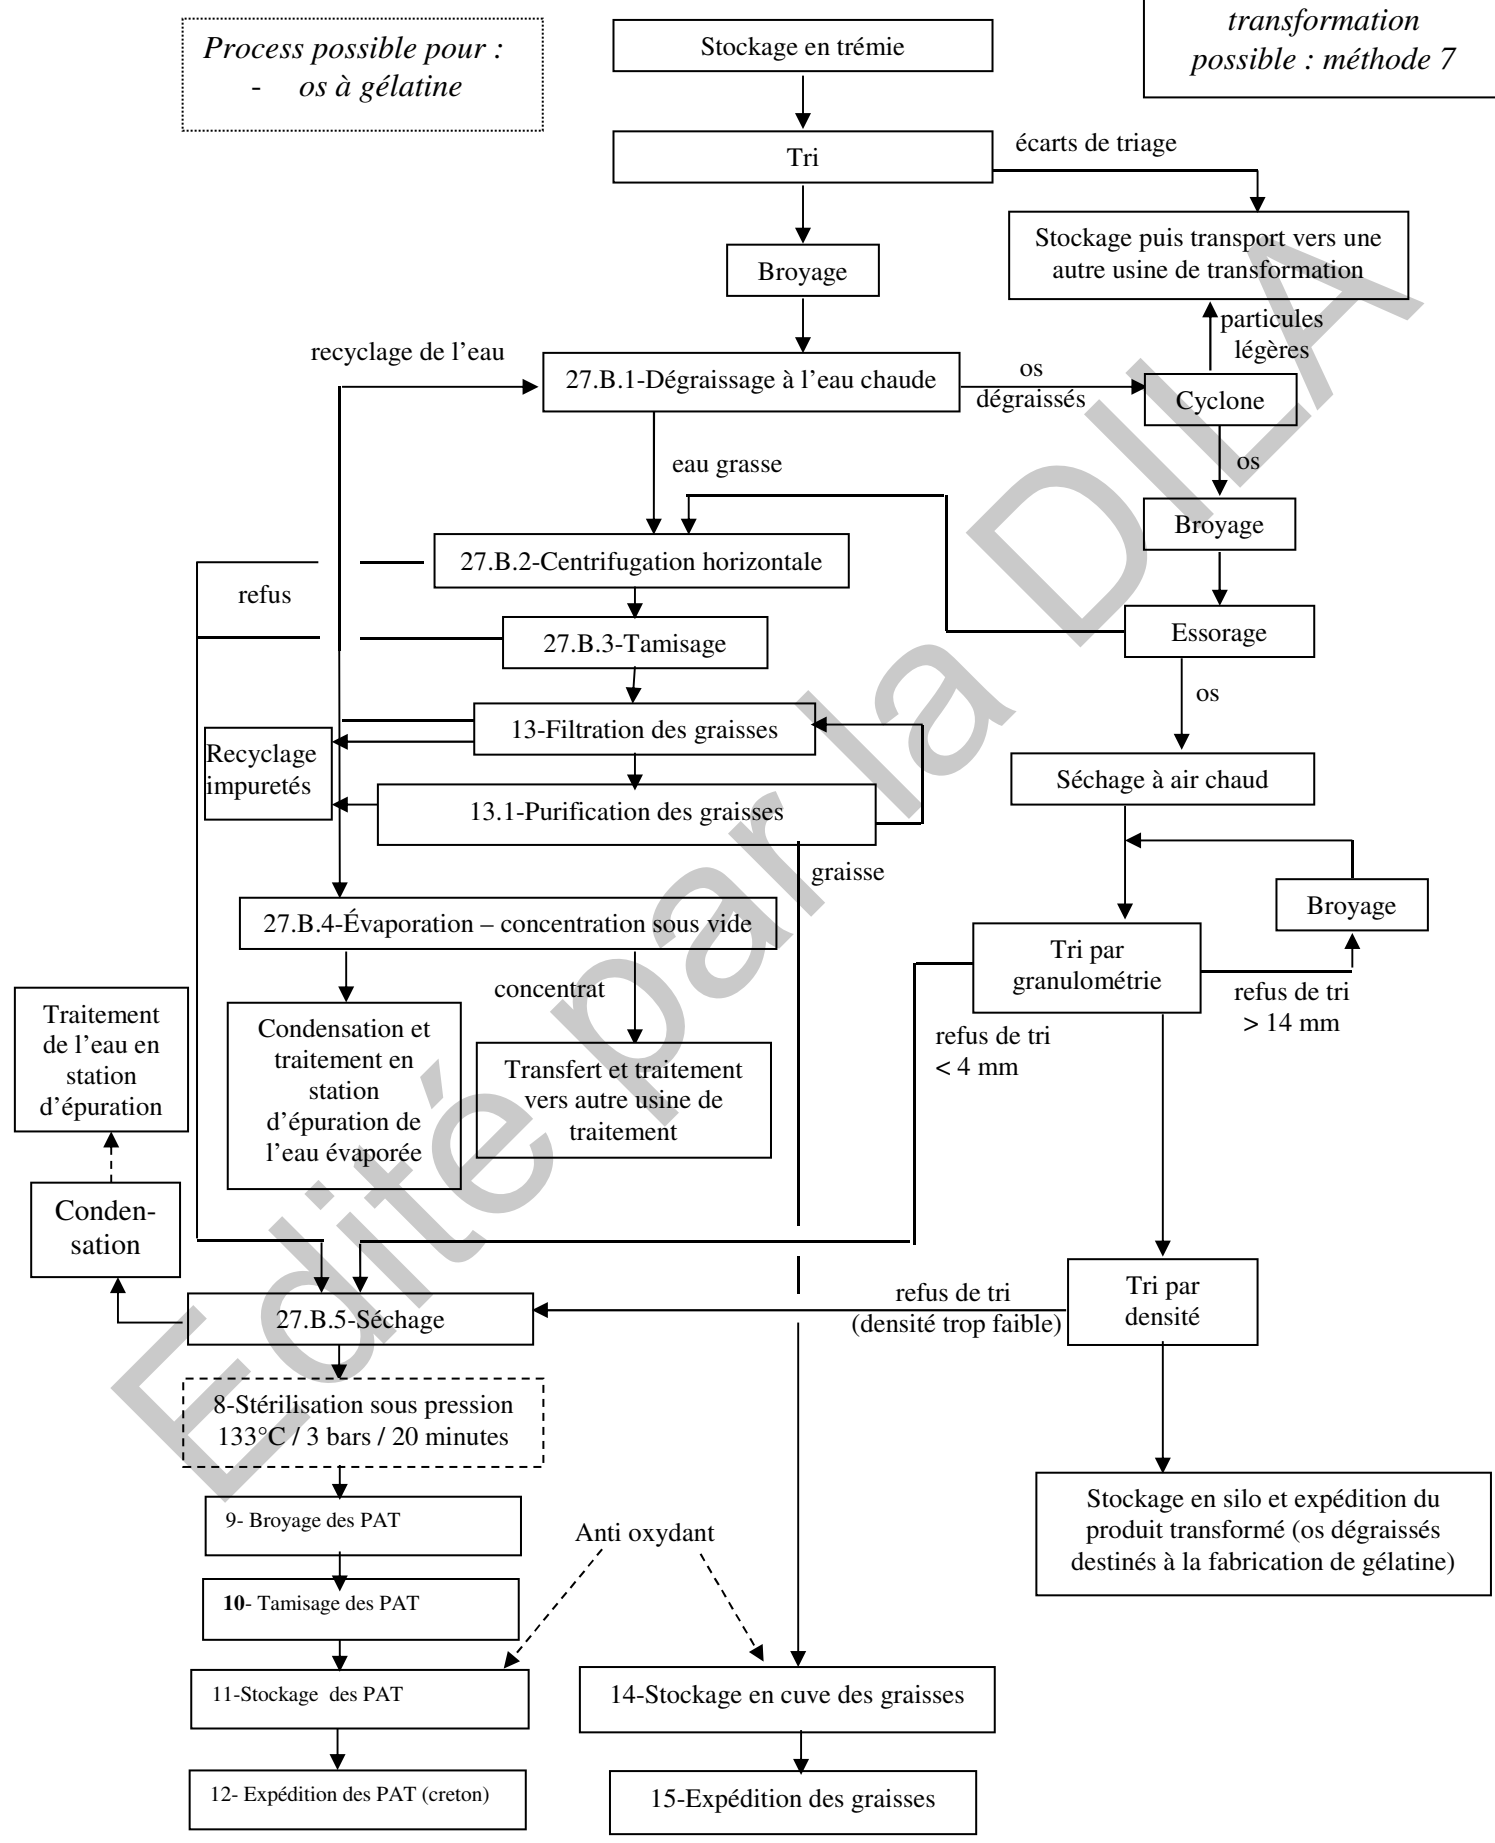 Process possible pour :
- os à gélatine
Stockage en trémie
transformation
possible : méthode 7
Tri
écarts de triage
Stockage puis transport vers une
autre usine de transformation
Broyage
particules
légères
recyclage de l’eau
27.B.1-Dégraissage à l’eau chaude
os
dégraissés
Cyclone
eau grasse
os
Broyage
27.B.2-Centrifugation horizontale
refus
27.B.3-Tamisage
Essorage
os
13-Filtration des graisses
Recyclage
impuretés
Séchage à air chaud
13.1-Purification des graisses
graisse
Broyage
27.B.4-Évaporation – concentration sous vide
Tri par
granulométrie
concentrat
refus de tri
> 14 mm
refus de tri
< 4 mm
Traitement
de l’eau en
station
d’épuration
Condensation et
traitement en
station
d’épuration de
l’eau évaporée
Transfert et traitement
vers autre usine de
traitement
Conden-
sation
Tri par
densité
refus de tri
(densité trop faible)
27.B.5-Séchage
8-Stérilisation sous pression
133°C / 3 bars / 20 minutes
Stockage en silo et expédition du
produit transformé (os dégraissés
destinés à la fabrication de gélatine)
9- Broyage des PAT
Anti oxydant
10- Tamisage des PAT
11-Stockage des PAT
14-Stockage en cuve des graisses
12- Expédition des PAT (creton)
15-Expédition des graisses
Edité par la DILA